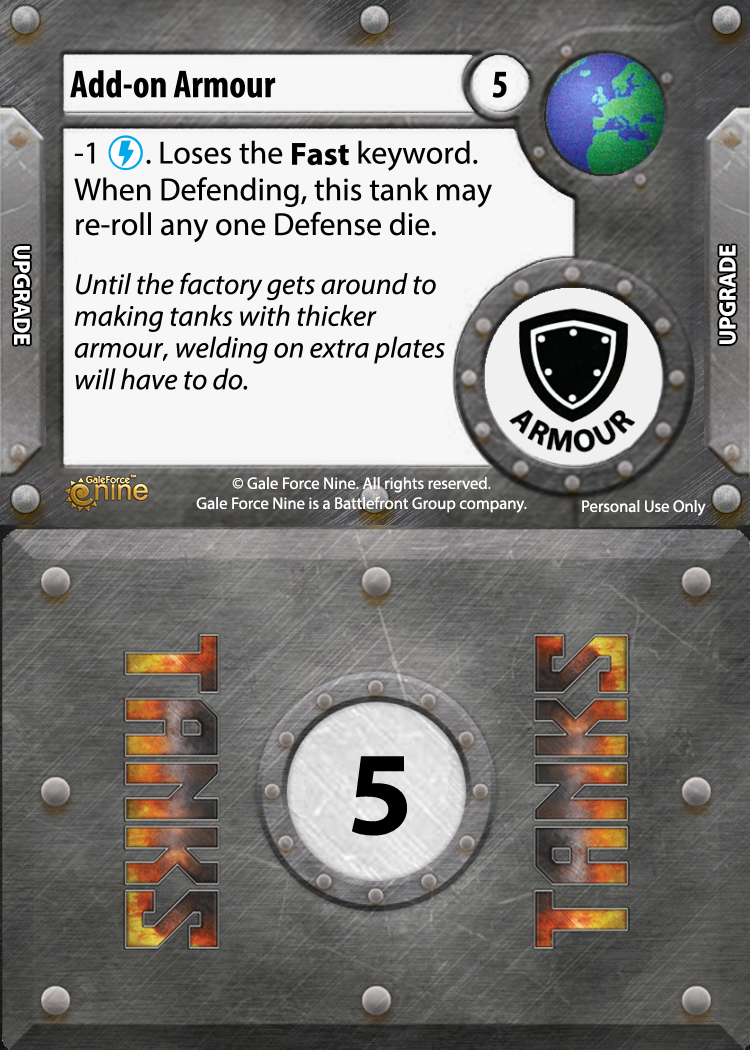 Add-on Armour
5
-1 . Loses the Fast keyword.
When Defending, this tank may
re-roll any one Defense die.
Until the factory gets around to
making tanks with thicker
armour, welding on extra plates
will have to do.
UPGRADE
UPGRADE
ARMOUR
GaleForce™
nine
© Gale Force Nine. All rights reserved.
Gale Force Nine is a Battlefront Group company.
Personal Use Only
TANKS
5
TANKS